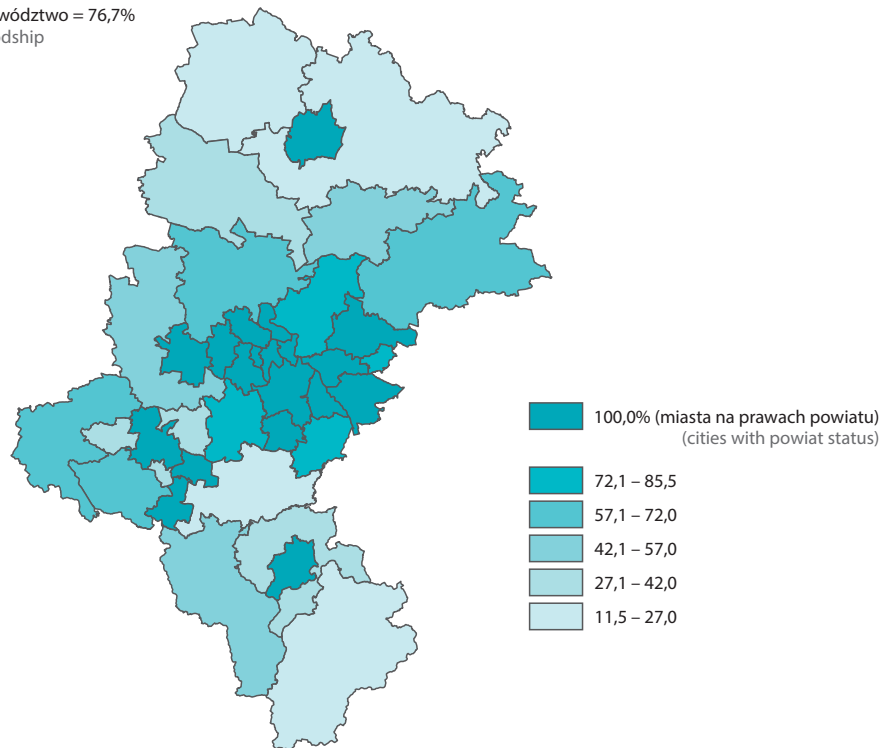 wództwo = 76,7%
dship
100,0% (miasta na prawach powiatu)
(cities with powiat status)
72,1 – 85,5
57,1 – 72,0
42,1 – 57,0
27,1 – 42,0
11,5 – 27,0